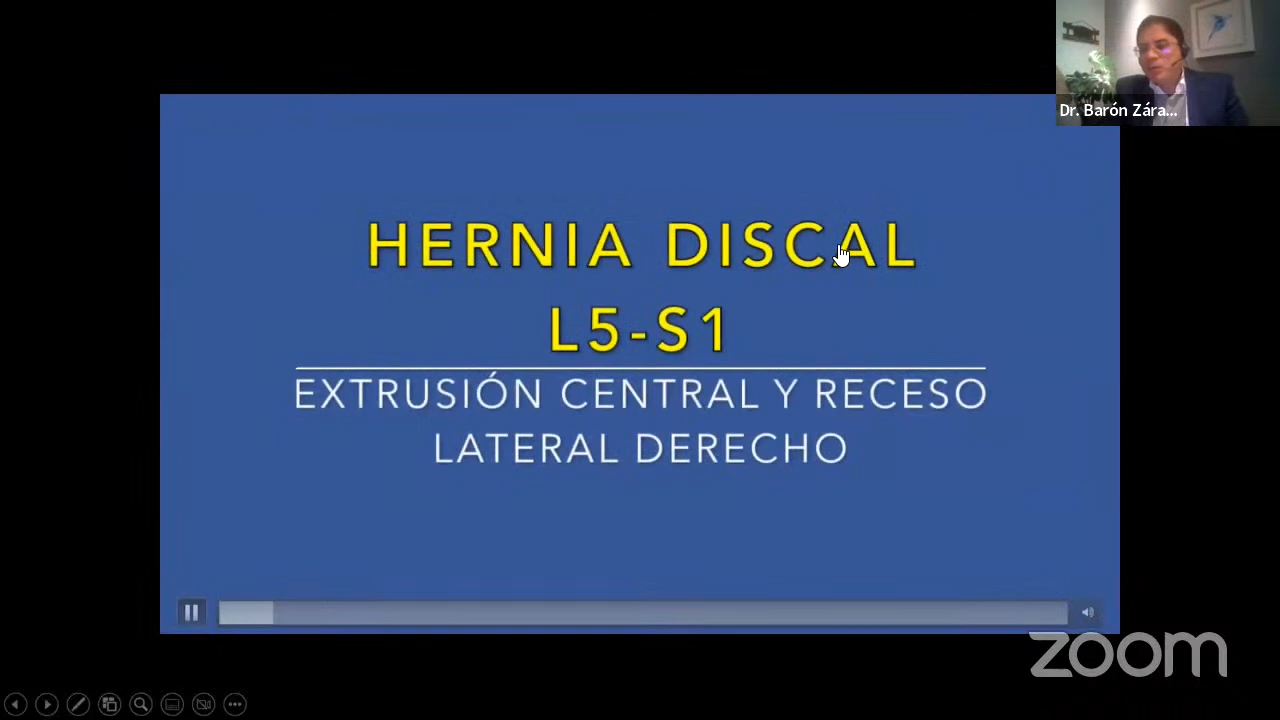 Dr. Barón Zára...
HERNIA DISCAL
L5-S1
EXTRUSIÓN CENTRAL Y RECESO
LATERAL DERECHO
zoom